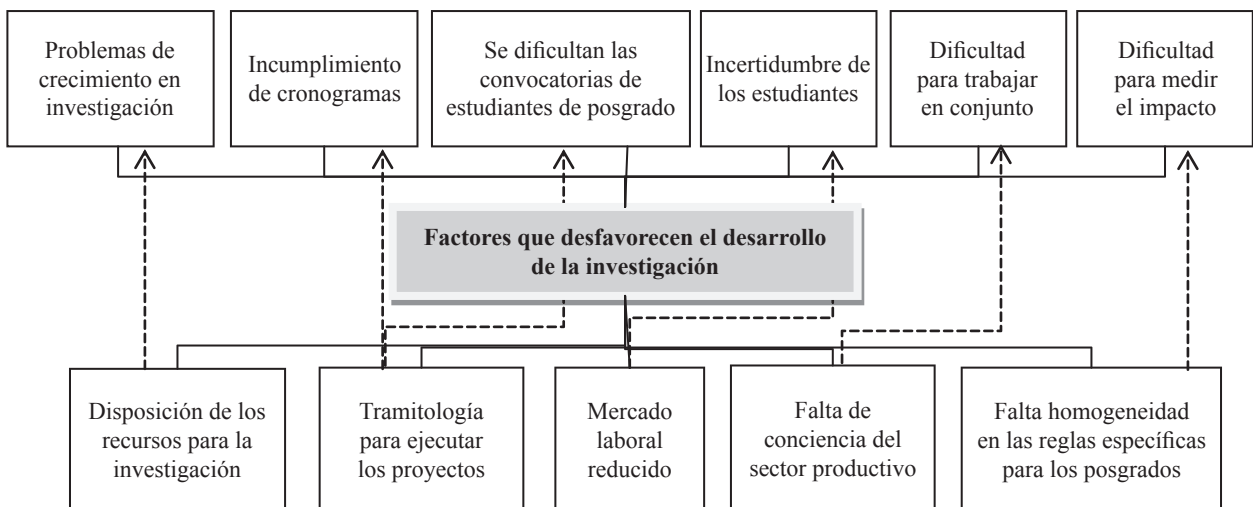 Problemas de
crecimiento en
investigación
Incumplimiento
de cronogramas
Se dificultan las
convocatorias de
estudiantes de posgrado
Incertidumbre de
los estudiantes
Dificultad
para trabajar
en conjunto
Dificultad
para medir
el impacto
Factores que desfavorecen el desarrollo
de la investigación
Disposición de los
recursos para la
investigación
Tramitología
para ejecutar
los proyectos
Mercado
laboral
reducido
Falta de
conciencia del
sector productivo
Falta homogeneidad
en las reglas específicas
para los posgrados